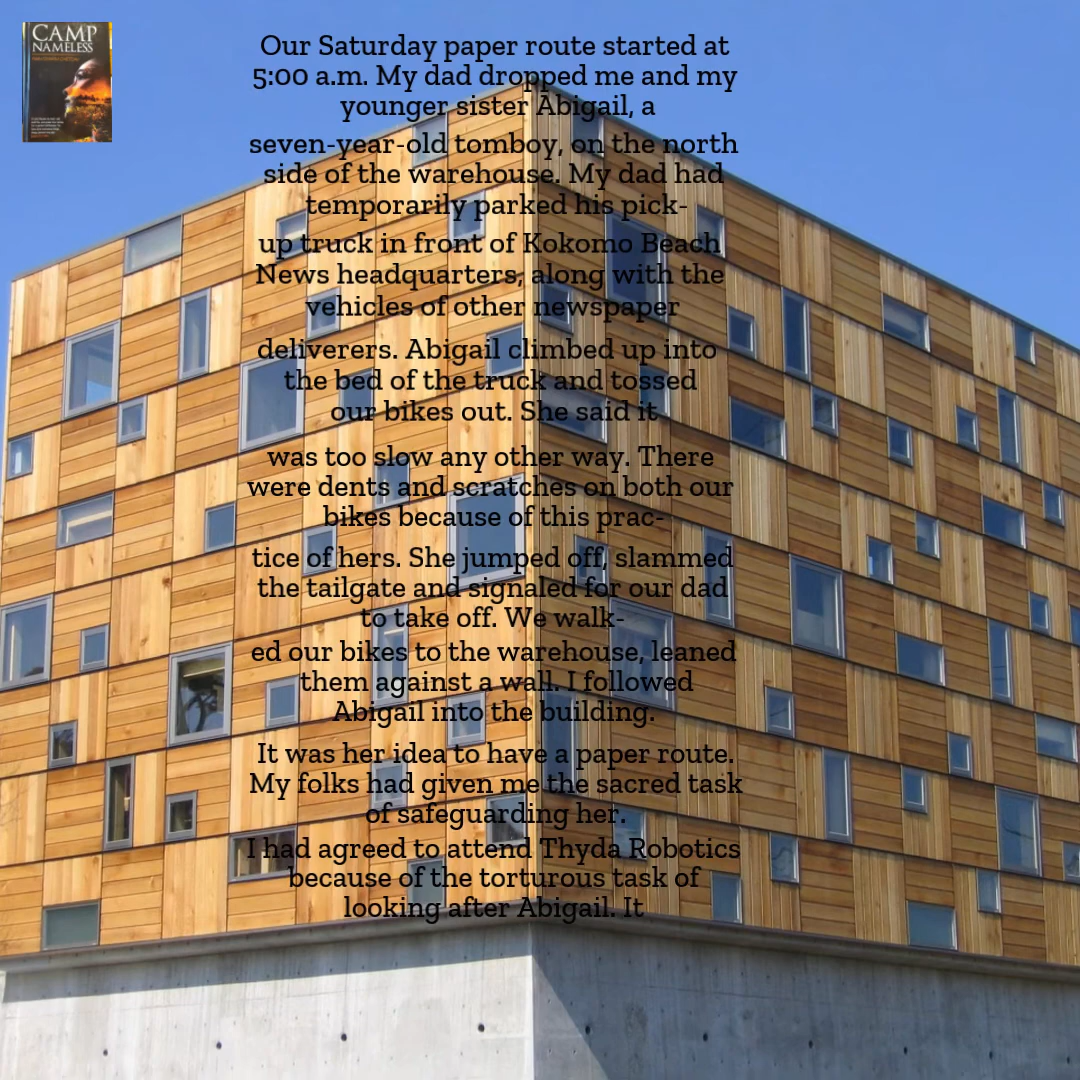 CAMP
NAMELESS
Our Saturday paper route started at
5:00 a.m. My dad dropped me and my
younger sister Abigail, a
seven-year-old tomboy, on the north
side of the warehouse. My dad had
temporarily parked his pick-
up truck in front of Kokomo Beach
News headquarters, along with the
vehicles of other newspaper
deliverers. Abigail climbed up into
the bed of the truck and tossed
our bikes out. She said it
was too slow any other way. There
were dents and scratches on both our
bikes because of this prac-
tice of hers. She jumped off, slammed
the tailgate and signaled for our dad
to take off. We walk-
ed our bikes to the warehouse, leaned
them against a wall. I followed
Abigail into the building.
It was her idea to have a paper route.
My folks had given me the sacred task
of safeguarding her.
I had agreed to attend Thyda Robotics
because of the torturous task of
looking after Abigail. It